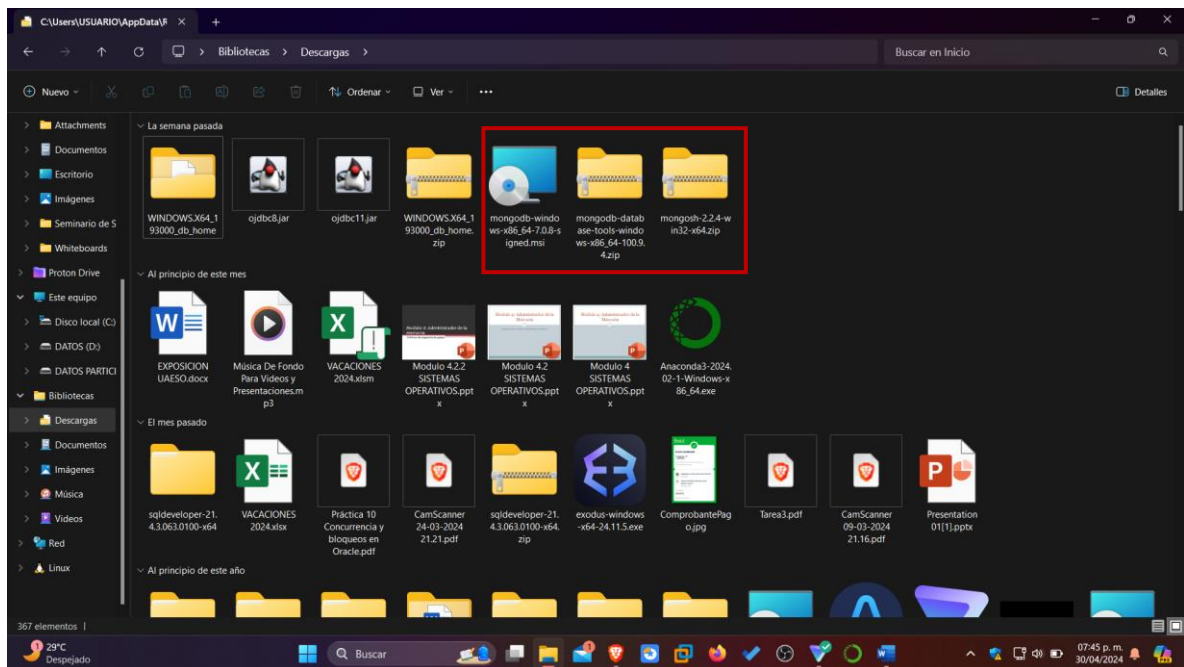 C:\Users\USUARIO\AppData\R
Bibliotecas > Descargas >
Buscar en Inicio
Nuevo
Ordenar
Ver
Detalles
Attachments
Documentos
Escritorio
Imágenes
Seminario de S
Whiteboards
Proton Drive
Este equipo
Disco local (C:)
DATOS (D:)
DATOS PARTICI
Bibliotecas
Descargas
Documentos
Imágenes
Música
Videos
Red
Linux
La semana pasada
WINDOWS.X64_1
93000_db_home
ojdbc8.jar
ojdbc11.jar
WINDOWS.X64_1
93000_db_home.
zip
mongodb-windo
ws-x86_64-7.0.8-s
igned.msi
mongodb-datab
ase-tools-windo
ws-x86_64-100.9.
4.zip
mongosh-2.2.4-w
in32-x64.zip
Al principio de este mes
EXPOSICION
UAESO.docx
Música De Fondo
Para Videos y
Presentaciones.m
p3
VACACIONES
2024.xlsm
Modulo 4.2.2
SISTEMAS
OPERATIVOS.ppt
x
Modulo 4.2
SISTEMAS
OPERATIVOS.ppt
x
Modulo 4
SISTEMAS
OPERATIVOS.ppt
x
Anaconda3-2024.
02-1-Windows-x
86_64.exe
El mes pasado
sqldeveloper-21.
4.3.063.0100-x64
VACACIONES
2024.xlsx
Práctica 10
Concurrencia y
bloqueos en
Oracle.pdf
CamScanner
24-03-2024
21.21.pdf
sqldeveloper-21.
4.3.063.0100-x64.
zip
exodus-windows
-x64-24.11.5.exe
ComprobantePag
o.jpg
Tarea3.pdf
CamScanner
09-03-2024
21.16.pdf
Presentation
01[1].pptx
Al principio de este año
367 elementos
29°C
Despejado
Buscar
07:45 p. m.
30/04/2024